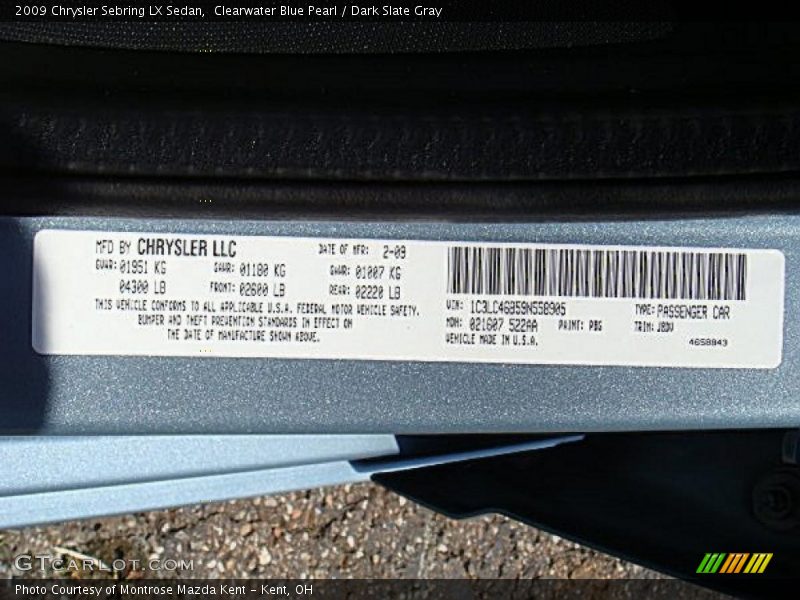 2009 Chrysler Sebring LX Sedan,  Clearwater Blue Pearl / Dark Slate Gray
MFD BY CHRYSLER LLC DATE OF MFR: 2-09
GVWR: 01951 KG GAWR: 01180 KG GAWR: 01007 KG
04300 LB FRONT: 02600 LB REAR: 02220 LB
THIS VEHICLE CONFORMS TO ALL APPLICABLE U.S.A. FEDERAL MOTOR VEHICLE SAFETY,
BUMPER AND THEFT PREVENTION STANDARDS IN EFFECT ON
THE DATE OF MANUFACTURE SHOWN ABOVE.
VIN: 1C3LC46B59N558905 TYPE: PASSENGER CAR
MDH: 021607 522AA PAINT: PBG TRIM: J8DV
VEHICLE MADE IN U.S.A. 4658843
GTCARLOT.COM
Photo Courtesy of Montrose Mazda Kent - Kent, OH